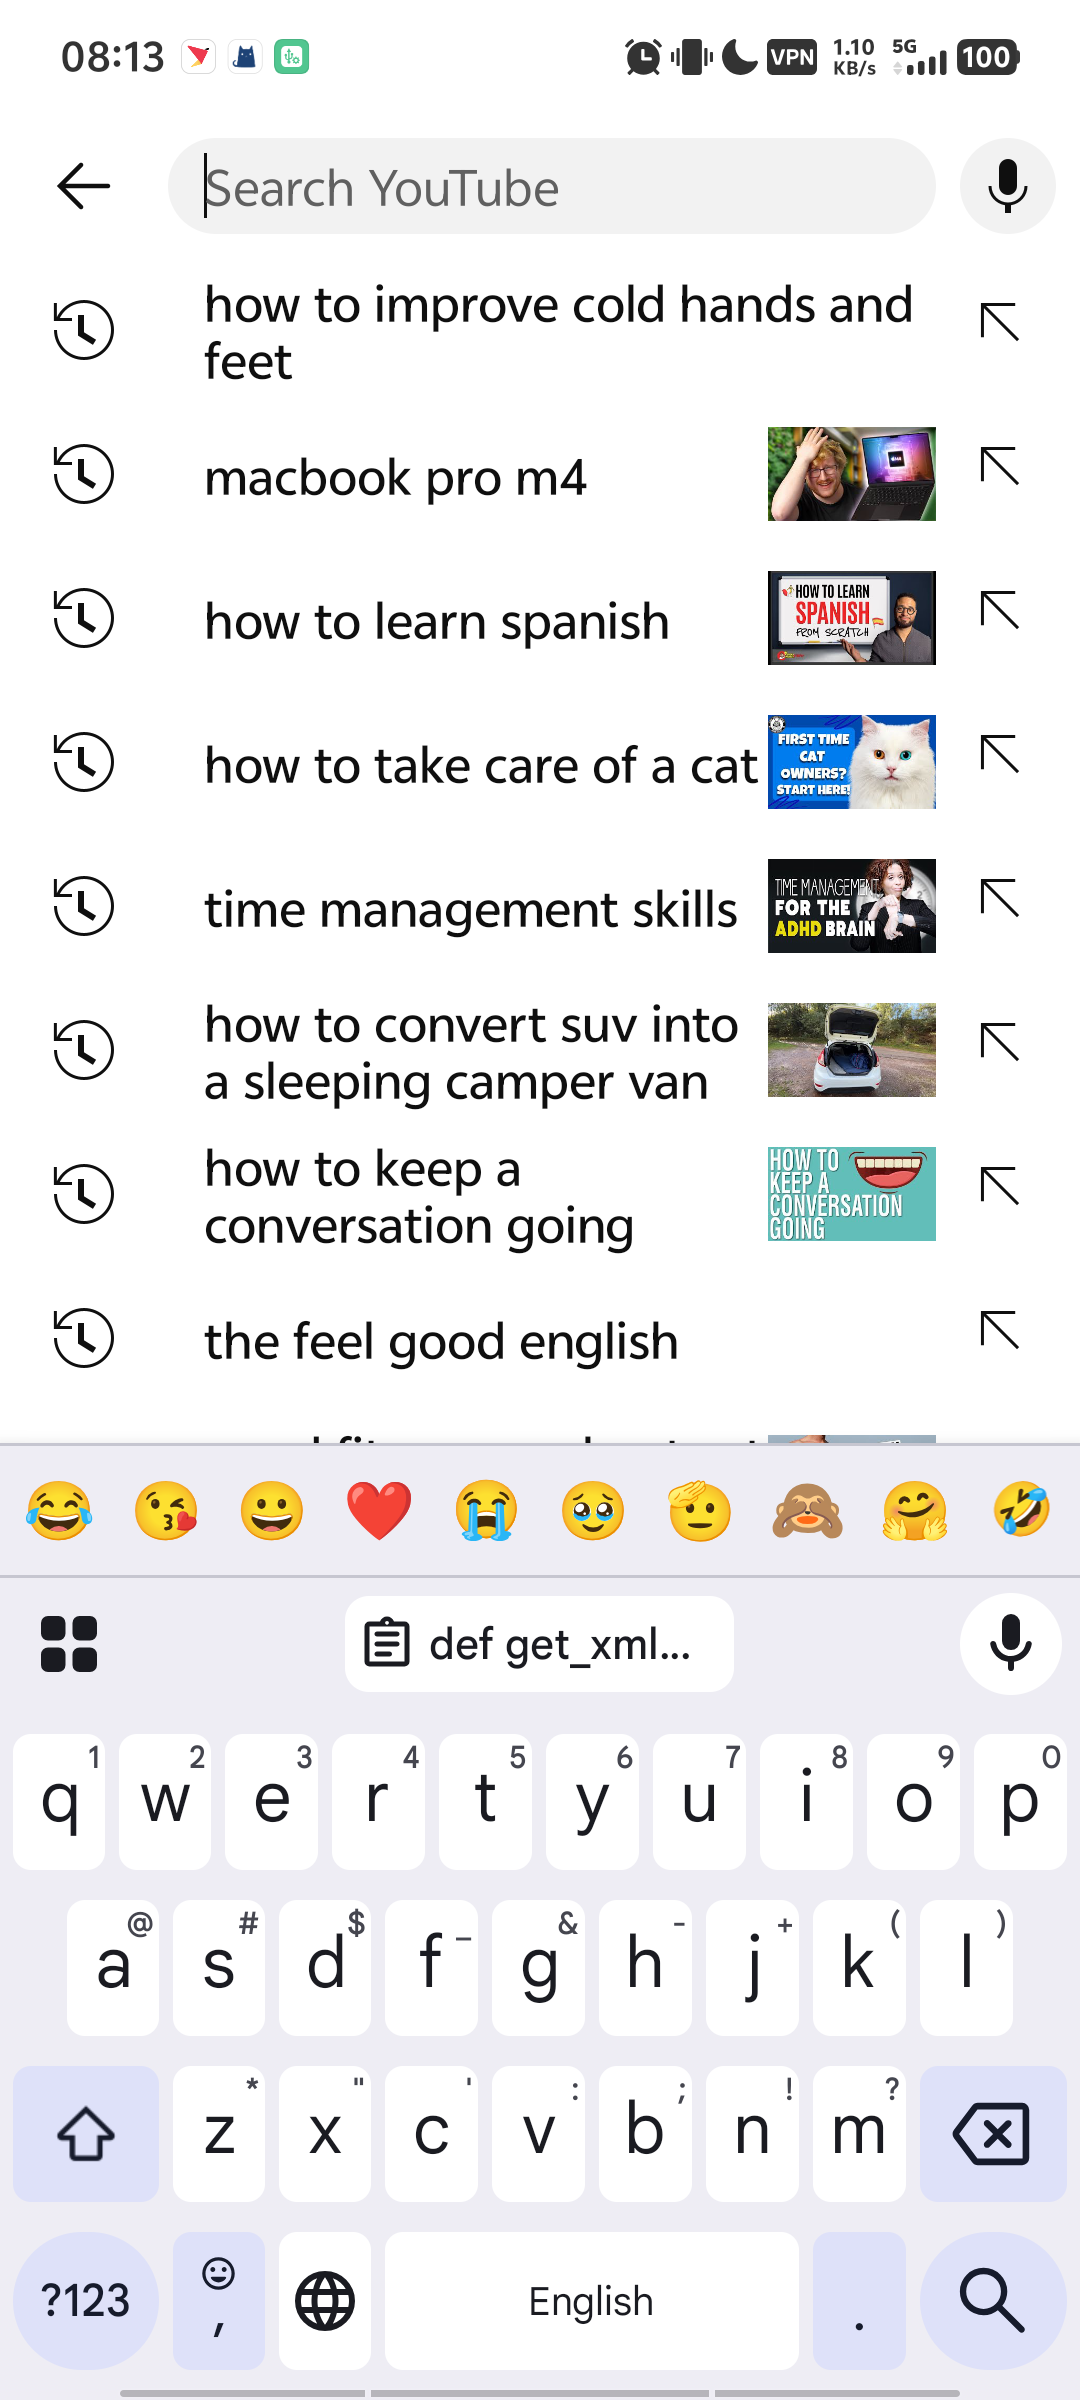 08:13
VPN
1.10
KB/s
5G
100
Search YouTube
how to improve cold hands and
feet
macbook pro m4
how to learn spanish
HOW TO LEARN
SPANISH
FROM SCRATCH
how to take care of a cat
FIRST TIME
CAT
OWNERS?
START HERE!
time management skills
TIME MANAGEMENT
FOR THE
ADHD BRAIN
how to convert suv into
a sleeping camper van
how to keep a
conversation going
HOW TO
KEEP A
CONVERSATION
GOING
the feel good english
def get_xml...
1 2 3 4 5 6 7 8 9 0
q w e r t y u i o p
@ # $ _ & - + ( )
a s d f g h j k l
* " ' : ; ! ?
z x c v b n m
?123 , English .